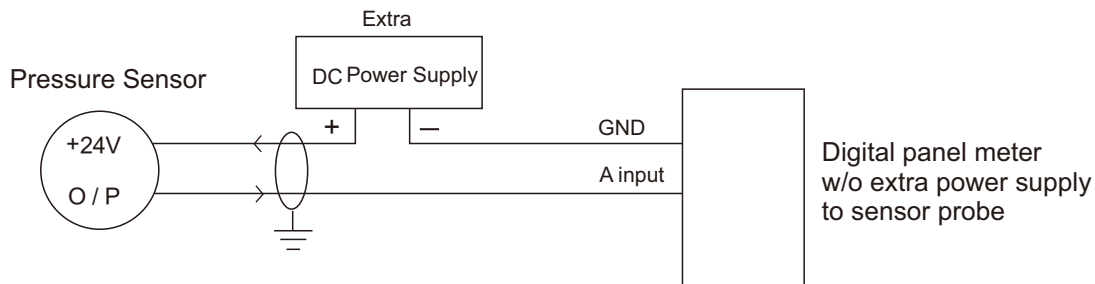 Extra
DC Power Supply
Pressure Sensor
+ −
+24V
GND
A input
O / P
Digital panel meter
w/o extra power supply
to sensor probe